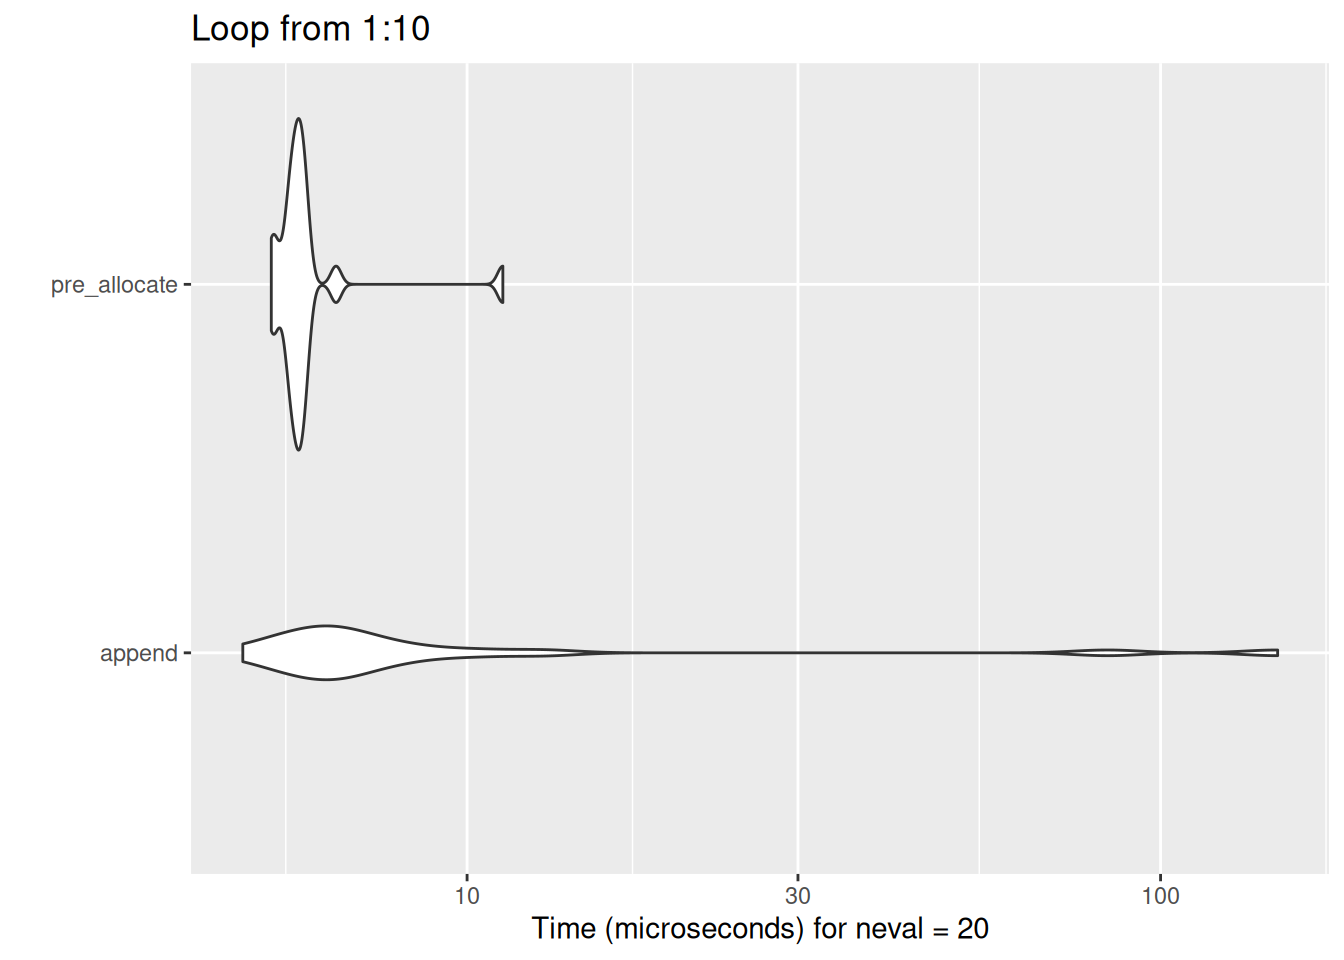 Loop from 1:10
pre_allocate
append
10
30
100
Time (microseconds) for neval = 20